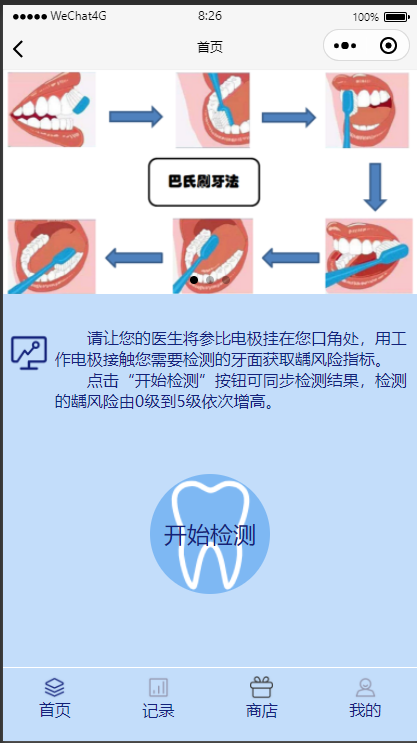 WeChat4G 8:26 100%
首页
巴氏刷牙法
请让您的医生将参比电极挂在您口角处，用工
作电极接触您需要检测的牙面获取龋风险指标。
点击“开始检测”按钮可同步检测结果，检测
的龋风险由0级到5级依次增高。
开始检测
首页 记录 商店 我的